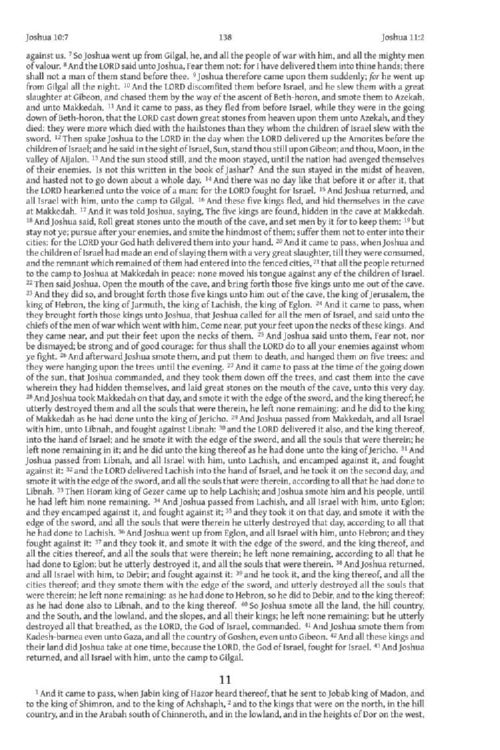 Joshua 10:7 138 Joshua 11:2
against us. 7 So Joshua went up from Gilgal, he, and all the people of war with him, and all the mighty men
of valour. 8 And the LORD said unto Joshua, Fear them not: for I have delivered them into thine hands; there
shall not a man of them stand before thee. 9 Joshua therefore came upon them suddenly; for he went up
from Gilgal all the night. 10 And the LORD discomfited them before Israel, and he slew them with a great
slaughter at Gibeon, and chased them by the way of the ascent of Beth-horon, and smote them to Azekah,
and unto Makkedah. 11 And it came to pass, as they fled from before Israel, while they were in the going
down of Beth-horon, that the LORD cast down great stones from heaven upon them unto Azekah, and they
died: they were more which died with the hailstones than they whom the children of Israel slew with the
sword. 12 Then spake Joshua to the LORD in the day when the LORD delivered up the Amorites before the
children of Israel; and he said in the sight of Israel, Sun, stand thou still upon Gibeon; and thou, Moon, in the
valley of Aijalon. 13 And the sun stood still, and the moon stayed, until the nation had avenged themselves
of their enemies. Is not this written in the book of Jashar? And the sun stayed in the midst of heaven,
and hasted not to go down about a whole day. 14 And there was no day like that before it or after it, that
the LORD hearkened unto the voice of a man: for the LORD fought for Israel. 15 And Joshua returned, and
all Israel with him, unto the camp to Gilgal. 16 And these five kings fled, and hid themselves in the cave
at Makkedah. 17 And it was told Joshua, saying, The five kings are found, hidden in the cave at Makkedah.
18 And Joshua said, Roll great stones unto the mouth of the cave, and set men by it for to keep them: 19 but
stay not ye; pursue after your enemies, and smite the hindmost of them; suffer them not to enter into their
cities: for the LORD your God hath delivered them into your hand. 20 And it came to pass, when Joshua and
the children of Israel had made an end of slaying them with a very great slaughter, till they were consumed,
and the remnant which remained of them had entered into the fenced cities, 21 that all the people returned
to the camp to Joshua at Makkedah in peace: none moved his tongue against any of the children of Israel.
22 Then said Joshua, Open the mouth of the cave, and bring forth those five kings unto me out of the cave.
23 And they did so, and brought forth those five kings unto him out of the cave, the king of Jerusalem, the
king of Hebron, the king of Jarmuth, the king of Lachish, the king of Eglon. 24 And it came to pass, when
they brought forth those kings unto Joshua, that Joshua called for all the men of Israel, and said unto the
chiefs of the men of war which went with him, Come near, put your feet upon the necks of these kings. And
they came near, and put their feet upon the necks of them. 25 And Joshua said unto them, Fear not, nor
be dismayed; be strong and of good courage: for thus shall the LORD do to all your enemies against whom
ye fight. 26 And afterward Joshua smote them, and put them to death, and hanged them on five trees: and
they were hanging upon the trees until the evening. 27 And it came to pass at the time of the going down
of the sun, that Joshua commanded, and they took them down off the trees, and cast them into the cave
wherein they had hidden themselves, and laid great stones on the mouth of the cave, unto this very day.
28 And Joshua took Makkedah on that day, and smote it with the edge of the sword, and the king thereof; he
utterly destroyed them and all the souls that were therein, he left none remaining: and he did to the king
of Makkedah as he had done unto the king of Jericho. 29 And Joshua passed from Makkedah, and all Israel
with him, unto Libnah, and fought against Libnah: 30 and the LORD delivered it also, and the king thereof,
into the hand of Israel; and he smote it with the edge of the sword, and all the souls that were therein; he
left none remaining in it; and he did unto the king thereof as he had done unto the king of Jericho. 31 And
Joshua passed from Libnah, and all Israel with him, unto Lachish, and encamped against it, and fought
against it: 32 and the LORD delivered Lachish into the hand of Israel, and he took it on the second day, and
smote it with the edge of the sword, and all the souls that were therein, according to all that he had done to
Libnah. 33 Then Horam king of Gezer came up to help Lachish; and Joshua smote him and his people, until
he had left him none remaining. 34 And Joshua passed from Lachish, and all Israel with him, unto Eglon;
and they encamped against it, and fought against it; 35 and they took it on that day, and smote it with the
edge of the sword, and all the souls that were therein he utterly destroyed that day, according to all that
he had done to Lachish. 36 And Joshua went up from Eglon, and all Israel with him, unto Hebron; and they
fought against it: 37 and they took it, and smote it with the edge of the sword, and the king thereof, and
all the cities thereof, and all the souls that were therein; he left none remaining, according to all that he
had done to Eglon; but he utterly destroyed it, and all the souls that were therein. 38 And Joshua returned,
and all Israel with him, to Debir; and fought against it: 39 and he took it, and the king thereof, and all the
cities thereof; and they smote them with the edge of the sword, and utterly destroyed all the souls that
were therein; he left none remaining: as he had done to Hebron, so he did to Debir, and to the king thereof;
as he had done also to Libnah, and to the king thereof. 40 So Joshua smote all the land, the hill country,
and the South, and the lowland, and the slopes, and all their kings; he left none remaining: but he utterly
destroyed all that breathed, as the LORD, the God of Israel, commanded. 41 And Joshua smote them from
Kadesh-barnea even unto Gaza, and all the country of Goshen, even unto Gibeon. 42 And all these kings and
their land did Joshua take at one time, because the LORD, the God of Israel, fought for Israel. 43 And Joshua
returned, and all Israel with him, unto the camp to Gilgal.
11
1 And it came to pass, when Jabin king of Hazor heard thereof, that he sent to Jobab king of Madon, and
to the king of Shimron, and to the king of Achshaph, 2 and to the kings that were on the north, in the hill
country, and in the Arabah south of Chinneroth, and in the lowland, and in the heights of Dor on the west,